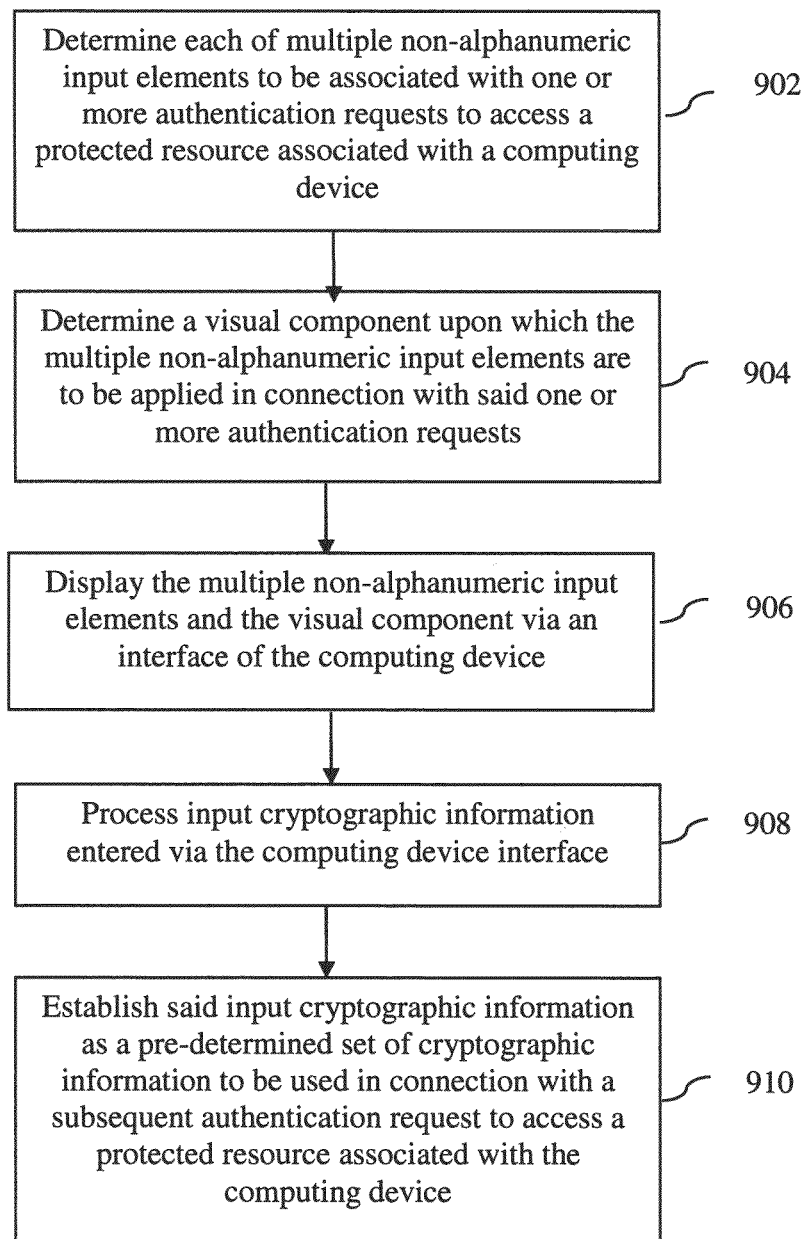 Determine each of multiple non-alphanumeric
input elements to be associated with one or
more authentication requests to access a
protected resource associated with a computing
device
902
Determine a visual component upon which the
multiple non-alphanumeric input elements are
to be applied in connection with said one or
more authentication requests
904
Display the multiple non-alphanumeric input
elements and the visual component via an
interface of the computing device
906
Process input cryptographic information
entered via the computing device interface
908
Establish said input cryptographic information
as a pre-determined set of cryptographic
information to be used in connection with a
subsequent authentication request to access a
protected resource associated with the
computing device
910